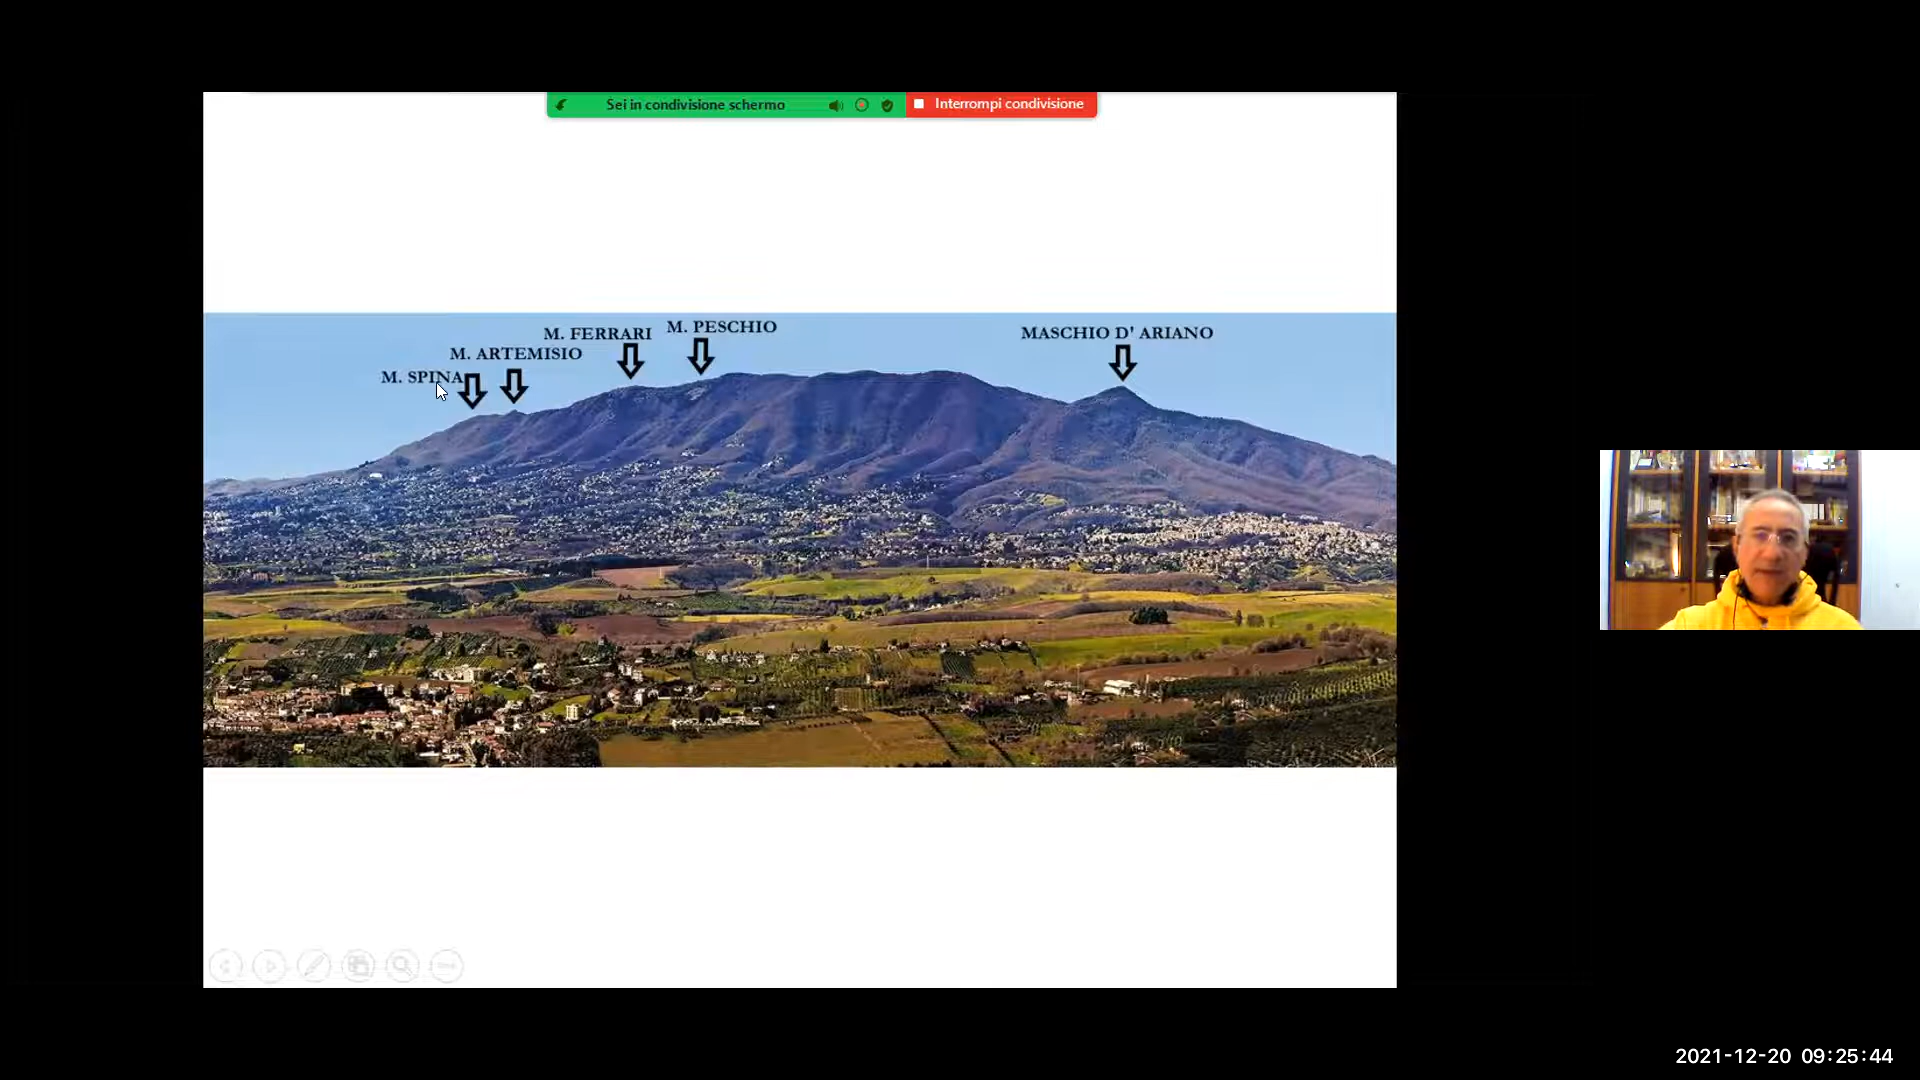 Sei in condivisione schermo
Interrompi condivisione
M. FERRARI
M. PESCHIO
MASCHIO D' ARIANO
M. ARTEMISIO
M. SPINA
2021-12-20 09:25:44